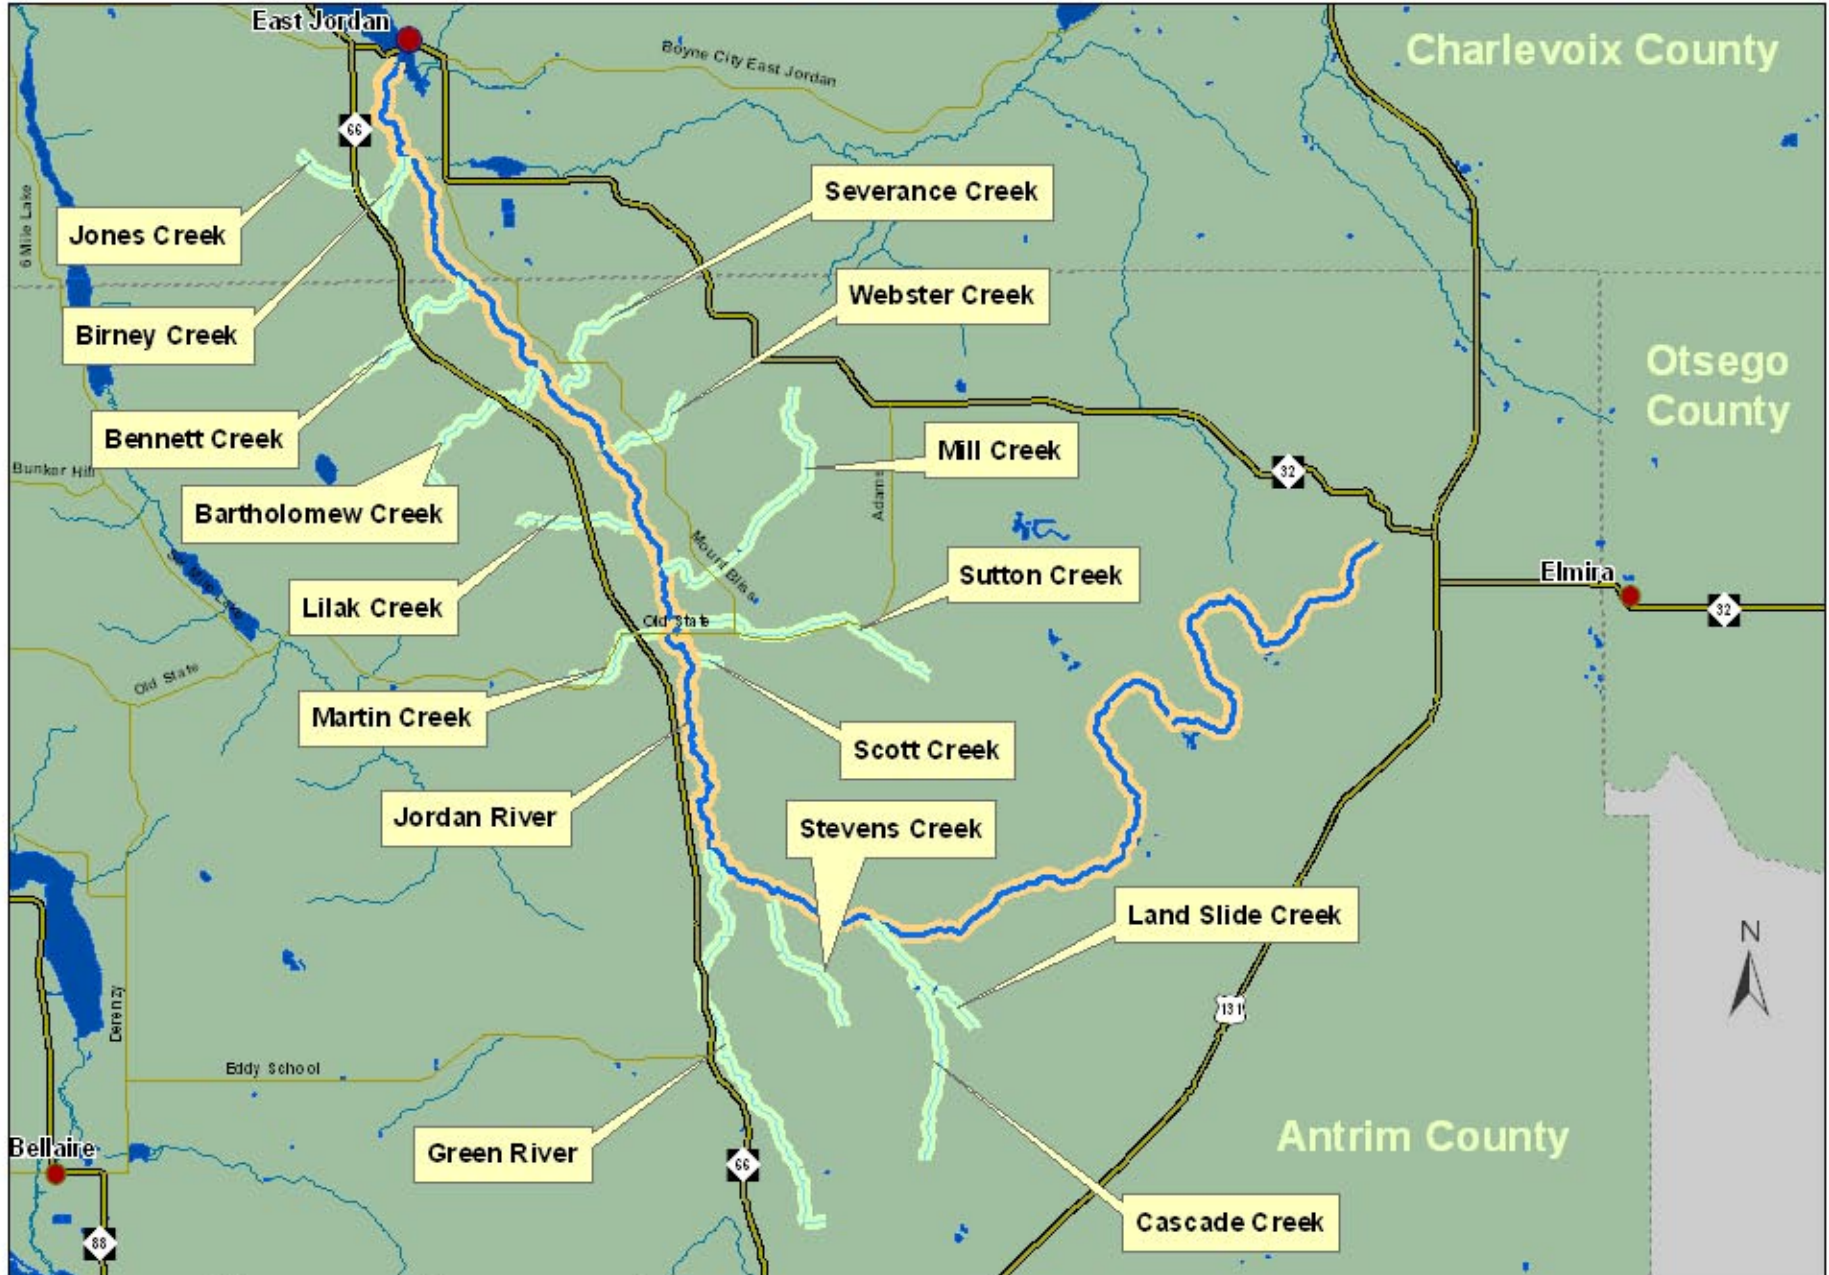 East Jordan
Boyne City East Jordan
Charlevoix County
66
6 Mile Lake
Severance Creek
Jones Creek
Webster Creek
Birney Creek
Otsego
County
Bennett Creek
Mill Creek
Bunker Hill
32
Adams
Bartholomew Creek
Mount Bliss
Six Mile Lake
Sutton Creek
Elmira
Lilak Creek
32
Old State
Old State
Martin Creek
Scott Creek
Jordan River
Stevens Creek
Land Slide Creek
N
Derenzy
131
Eddy School
Antrim County
Bellaire
Green River
66
Cascade Creek
88